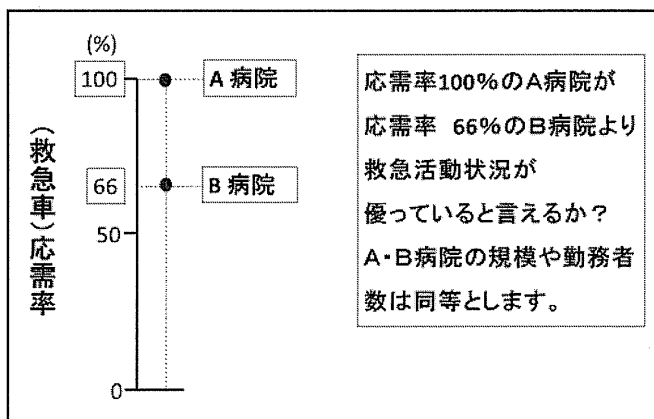 (%)
100
A 病院
66
B 病院
50
0
(救急車)応需率
応需率100%のA病院が
応需率 66%のB病院より
救急活動状況が
優っていると言えるか?
A・B病院の規模や勤務者
数は同等とします。